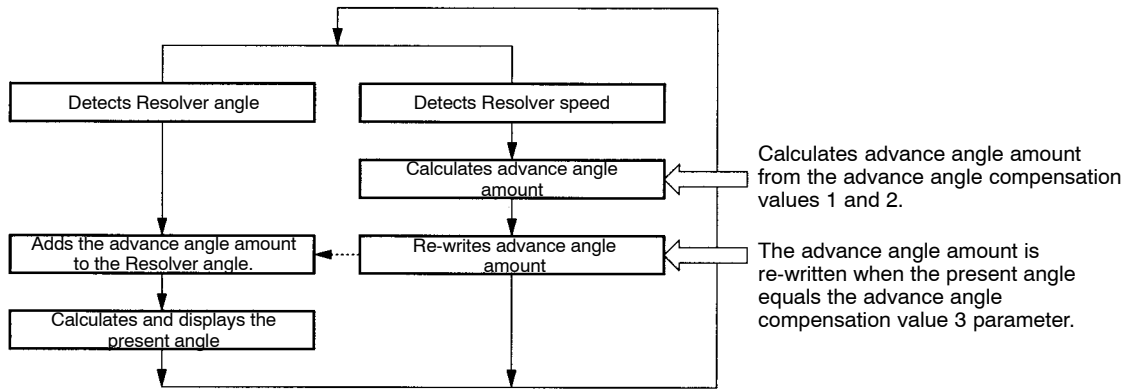 Detects Resolver angle
Detects Resolver speed
Calculates advance angle
amount
Calculates advance angle amount
from the advance angle compensation
values 1 and 2.
Adds the advance angle amount
to the Resolver angle.
Re-writes advance angle
amount
The advance angle amount is
re-written when the present angle
equals the advance angle
compensation value 3 parameter.
Calculates and displays the
present angle